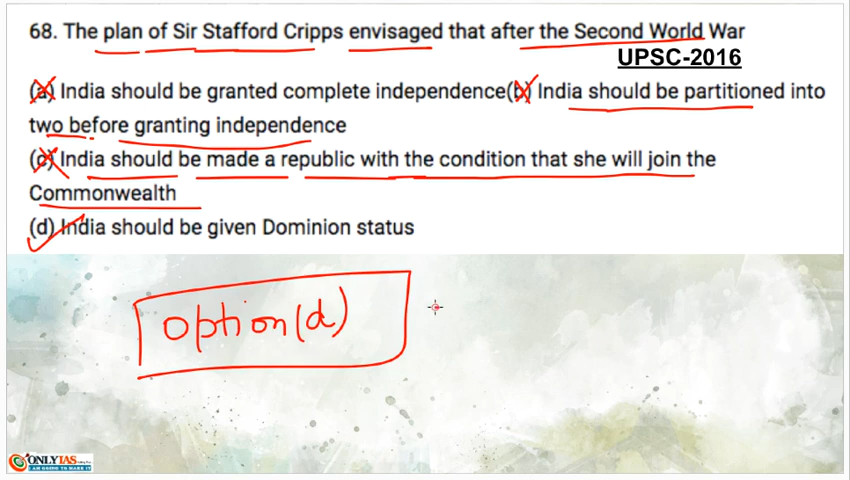 68. The plan of Sir Stafford Cripps envisaged that after the Second World War
UPSC-2016
(a) India should be granted complete independence(b) India should be partitioned into
two before granting independence
(c) India should be made a republic with the condition that she will join the
Commonwealth
(d) India should be given Dominion status
option(d)
ONLYIAS